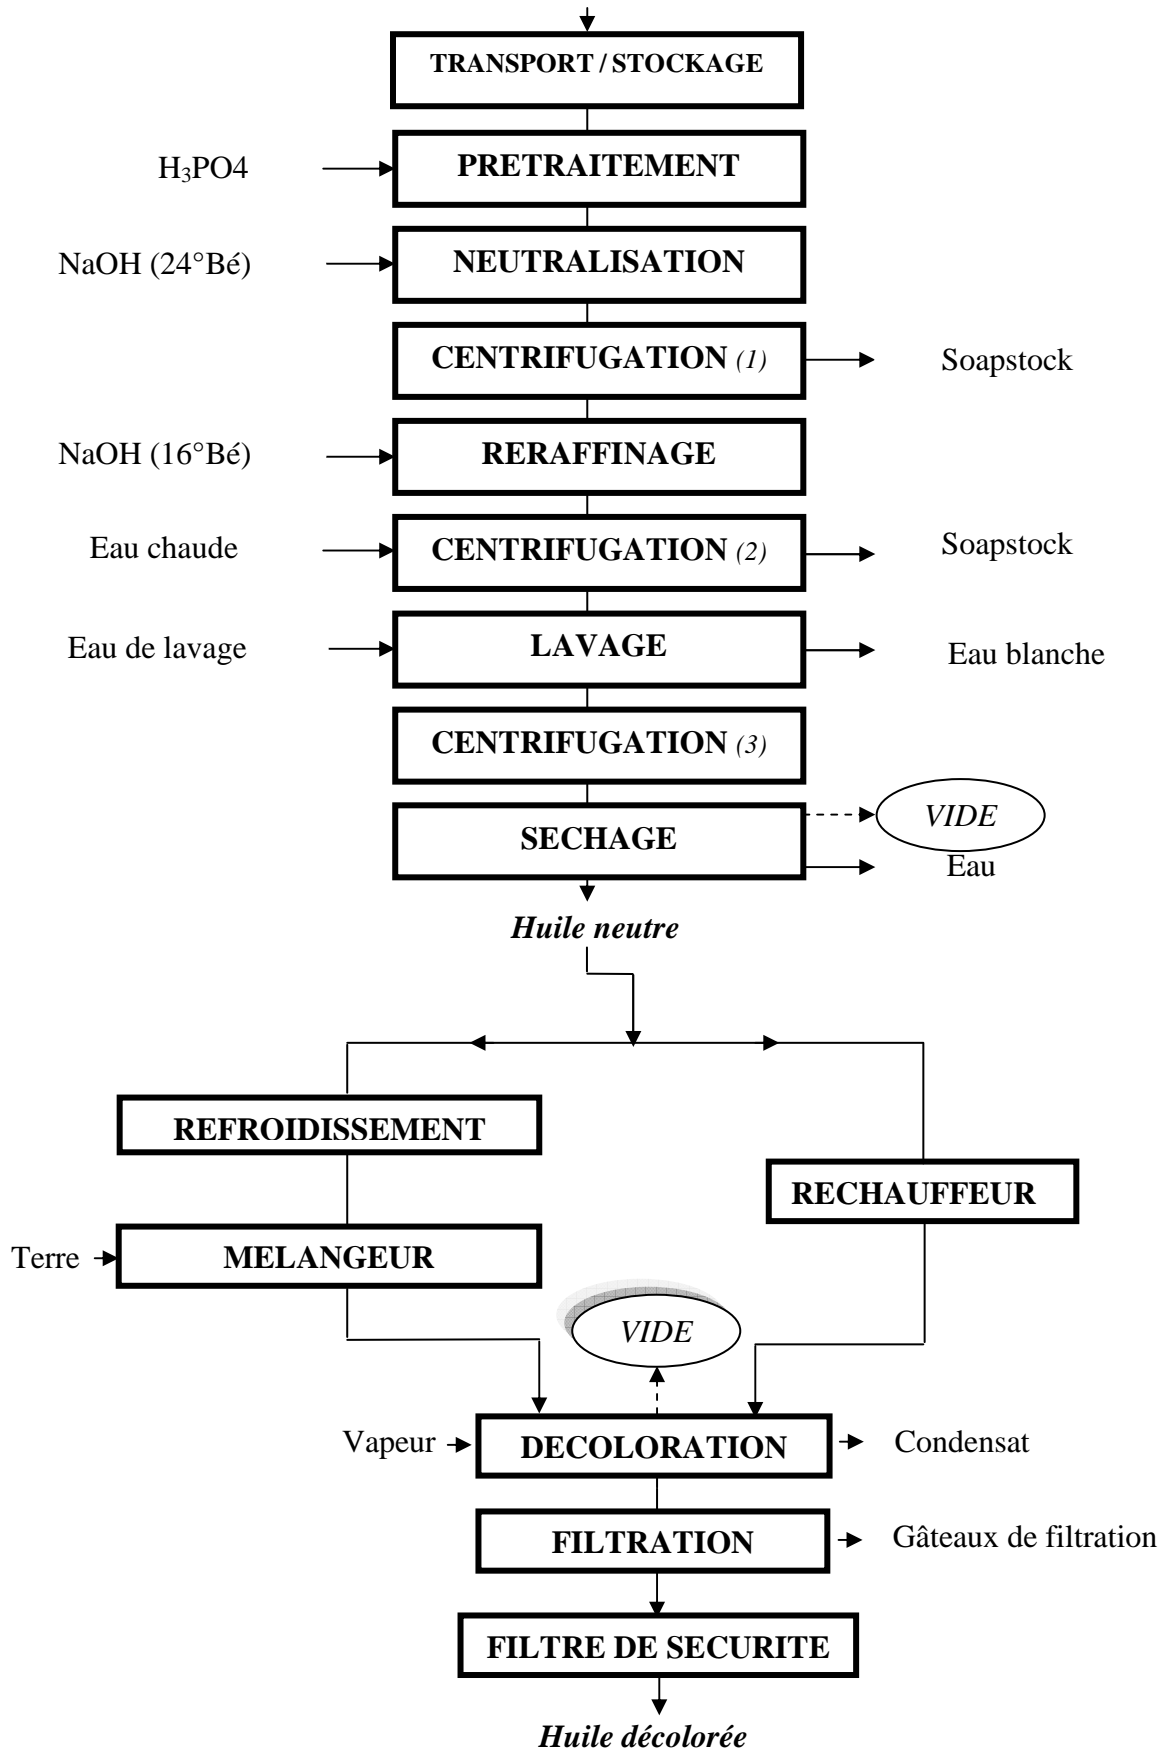 TRANSPORT / STOCKAGE
H₃PO4
PRETRAITEMENT
NaOH (24°Bé)
NEUTRALISATION
CENTRIFUGATION (1)
Soapstock
NaOH (16°Bé)
RERAFFINAGE
Eau chaude
CENTRIFUGATION (2)
Soapstock
Eau de lavage
LAVAGE
Eau blanche
CENTRIFUGATION (3)
SECHAGE
VIDE
Eau
Huile neutre
REFROIDISSEMENT
RECHAUFFEUR
Terre
MELANGEUR
VIDE
Vapeur
DECOLORATION
Condensat
FILTRATION
Gâteaux de filtration
FILTRE DE SECURITE
Huile décolorée